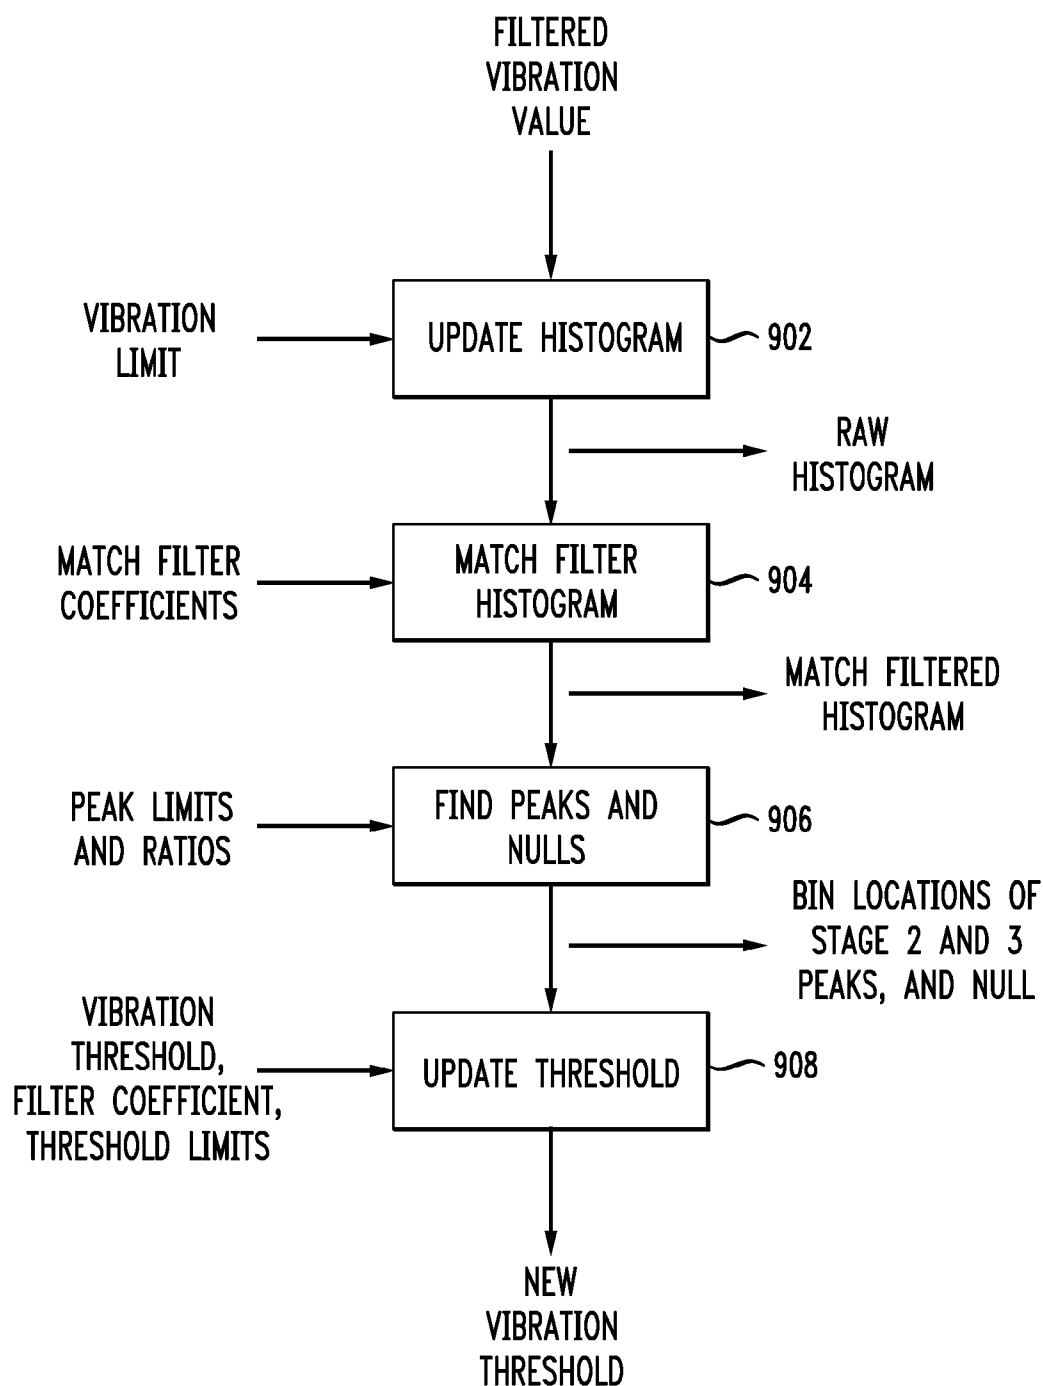 FILTERED
VIBRATION
VALUE
VIBRATION
LIMIT
UPDATE HISTOGRAM
902
RAW
HISTOGRAM
MATCH FILTER
COEFFICIENTS
MATCH FILTER
HISTOGRAM
904
MATCH FILTERED
HISTOGRAM
PEAK LIMITS
AND RATIOS
FIND PEAKS AND
NULLS
906
BIN LOCATIONS OF
STAGE 2 AND 3
PEAKS, AND NULL
VIBRATION
THRESHOLD,
FILTER COEFFICIENT,
THRESHOLD LIMITS
UPDATE THRESHOLD
908
NEW
VIBRATION
THRESHOLD